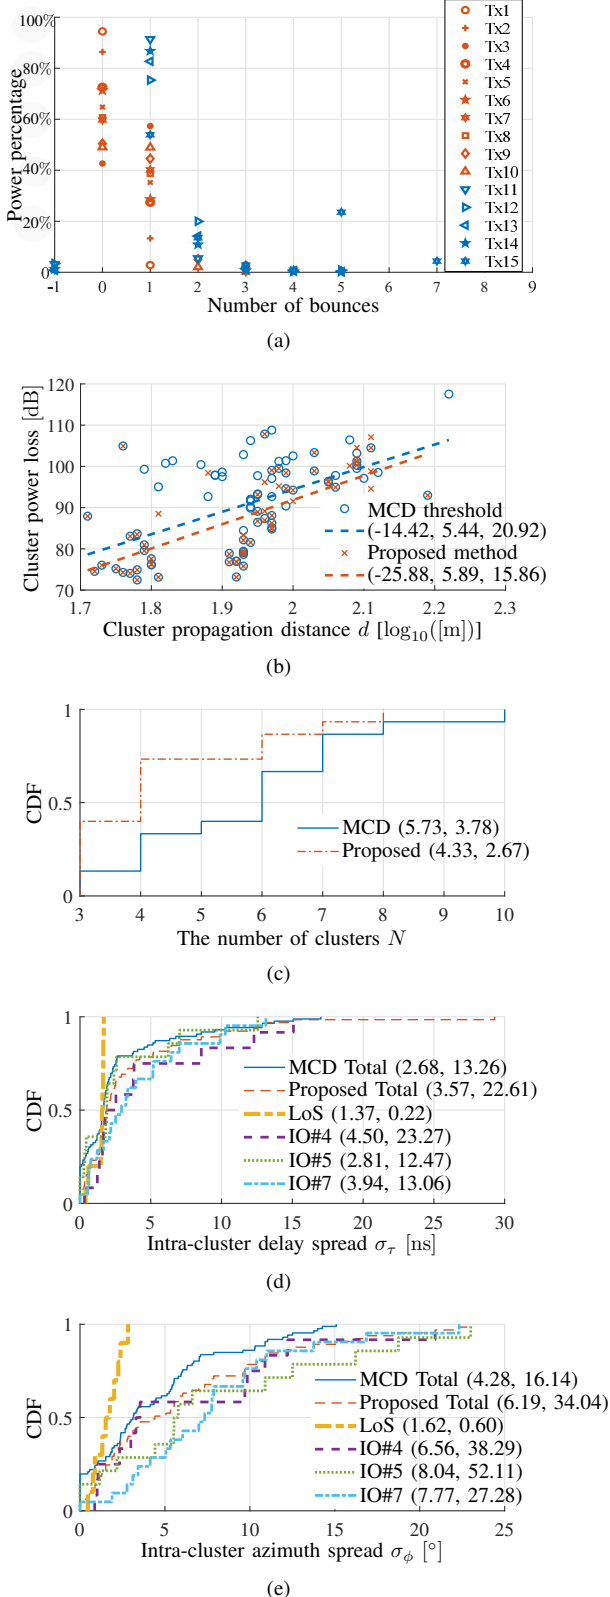 100%
80%
60%
40%
20%
0%
Power percentage
-1 0 1 2 3 4 5 6 7 8 9
Number of bounces
Tx1
Tx2
Tx3
Tx4
Tx5
Tx6
Tx7
Tx8
Tx9
Tx10
Tx11
Tx12
Tx13
Tx14
Tx15
(a)
120
110
100
90
80
70
Cluster power loss [dB]
MCD threshold
(-14.42, 5.44, 20.92)
Proposed method
(-25.88, 5.89, 15.86)
1.7 1.8 1.9 2 2.1 2.2 2.3
Cluster propagation distance d [log10([m])]
(b)
1
0.5
0
CDF
MCD (5.73, 3.78)
Proposed (4.33, 2.67)
3 4 5 6 7 8 9 10
The number of clusters N
(c)
1
0.5
0
CDF
MCD Total (2.68, 13.26)
Proposed Total (3.57, 22.61)
LoS (1.37, 0.22)
IO#4 (4.50, 23.27)
IO#5 (2.81, 12.47)
IO#7 (3.94, 13.06)
0 5 10 15 20 25 30
Intra-cluster delay spread στ [ns]
(d)
1
0.5
0
CDF
MCD Total (4.28, 16.14)
Proposed Total (6.19, 34.04)
LoS (1.62, 0.60)
IO#4 (6.56, 38.29)
IO#5 (8.04, 52.11)
IO#7 (7.77, 27.28)
0 5 10 15 20 25
Intra-cluster azimuth spread σϕ [°]
(e)